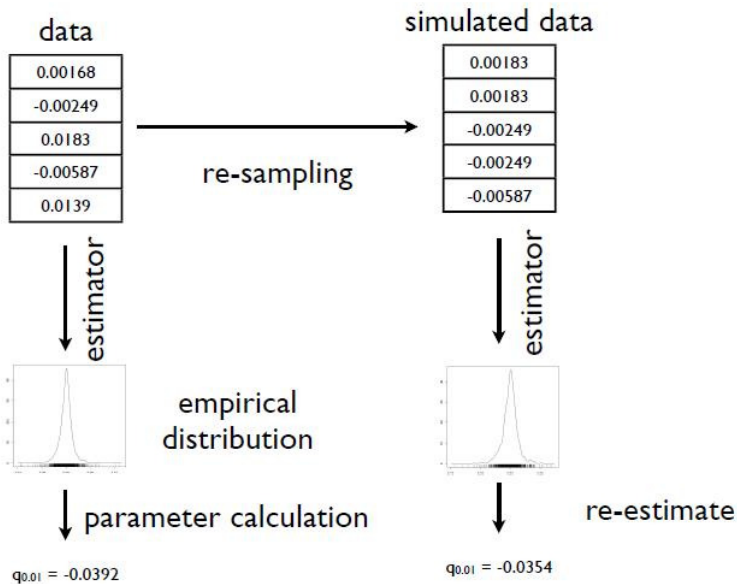 data
0.00168
-0.00249
0.0183
-0.00587
0.0139
re-sampling
simulated data
0.00183
0.00183
-0.00249
-0.00249
-0.00587
estimator
estimator
empirical
distribution
parameter calculation
re-estimate
q0.01 = -0.0392
q0.01 = -0.0354